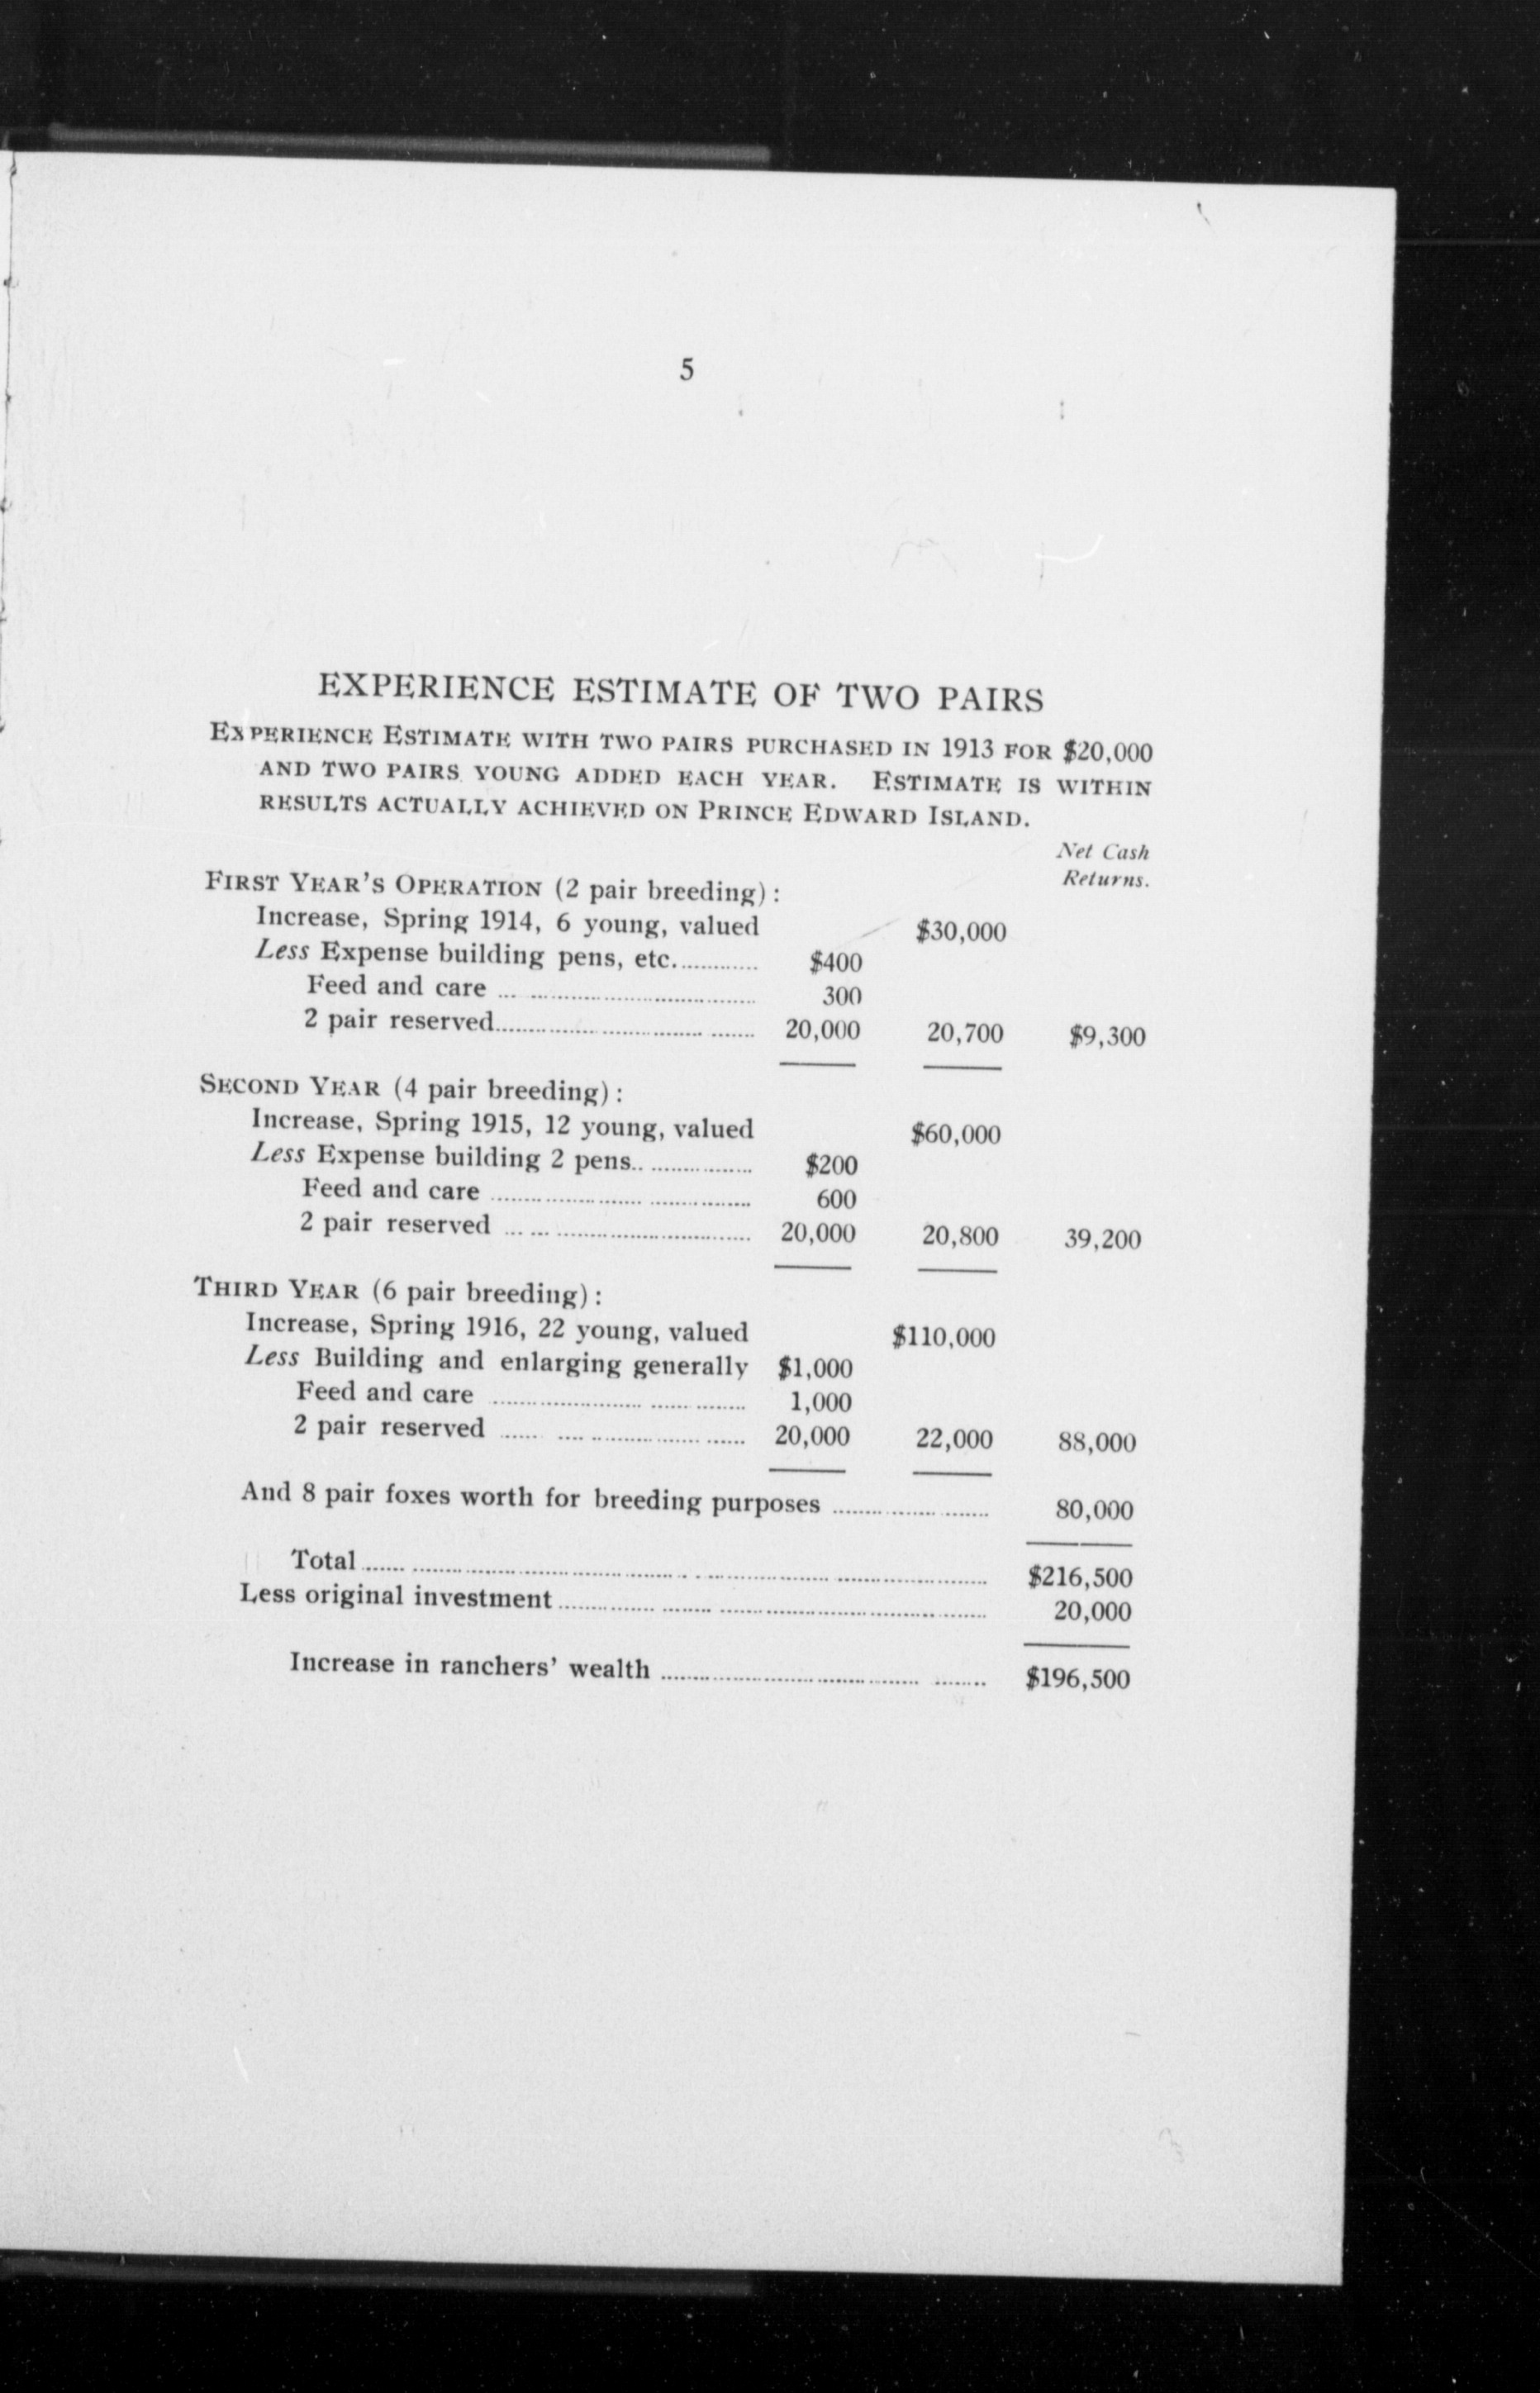 5
EXPERIENCE ESTIMATE OF TWO PAIRS
EXPERIENCE ESTIMATE WITH TWO PAIRS PURCHASED IN 1913 FOR $20,000
AND TWO PAIRS YOUNG ADDED EACH YEAR. ESTIMATE IS WITHIN
RESULTS ACTUALLY ACHIEVED ON PRINCE EDWARD ISLAND.
Net Cash
Returns.
FIRST YEAR'S OPERATION (2 pair breeding):
Increase, Spring 1914, 6 young, valued $30,000
Less Expense building pens, etc............ $400
Feed and care ........................ 300
2 pair reserved........................ 20,000 20,700 $9,300
SECOND YEAR (4 pair breeding):
Increase, Spring 1915, 12 young, valued $60,000
Less Expense building 2 pens.................. $200
Feed and care ........................ 600
2 pair reserved ........................ 20,000 20,800 39,200
THIRD YEAR (6 pair breeding):
Increase, Spring 1916, 22 young, valued $110,000
Less Building and enlarging generally $1,000
Feed and care ........................ 1,000
2 pair reserved ........................ 20,000 22,000 88,000
And 8 pair foxes worth for breeding purposes .................. 80,000
Total........................ $216,500
Less original investment........................ 20,000
Increase in ranchers' wealth ........................ $196,500